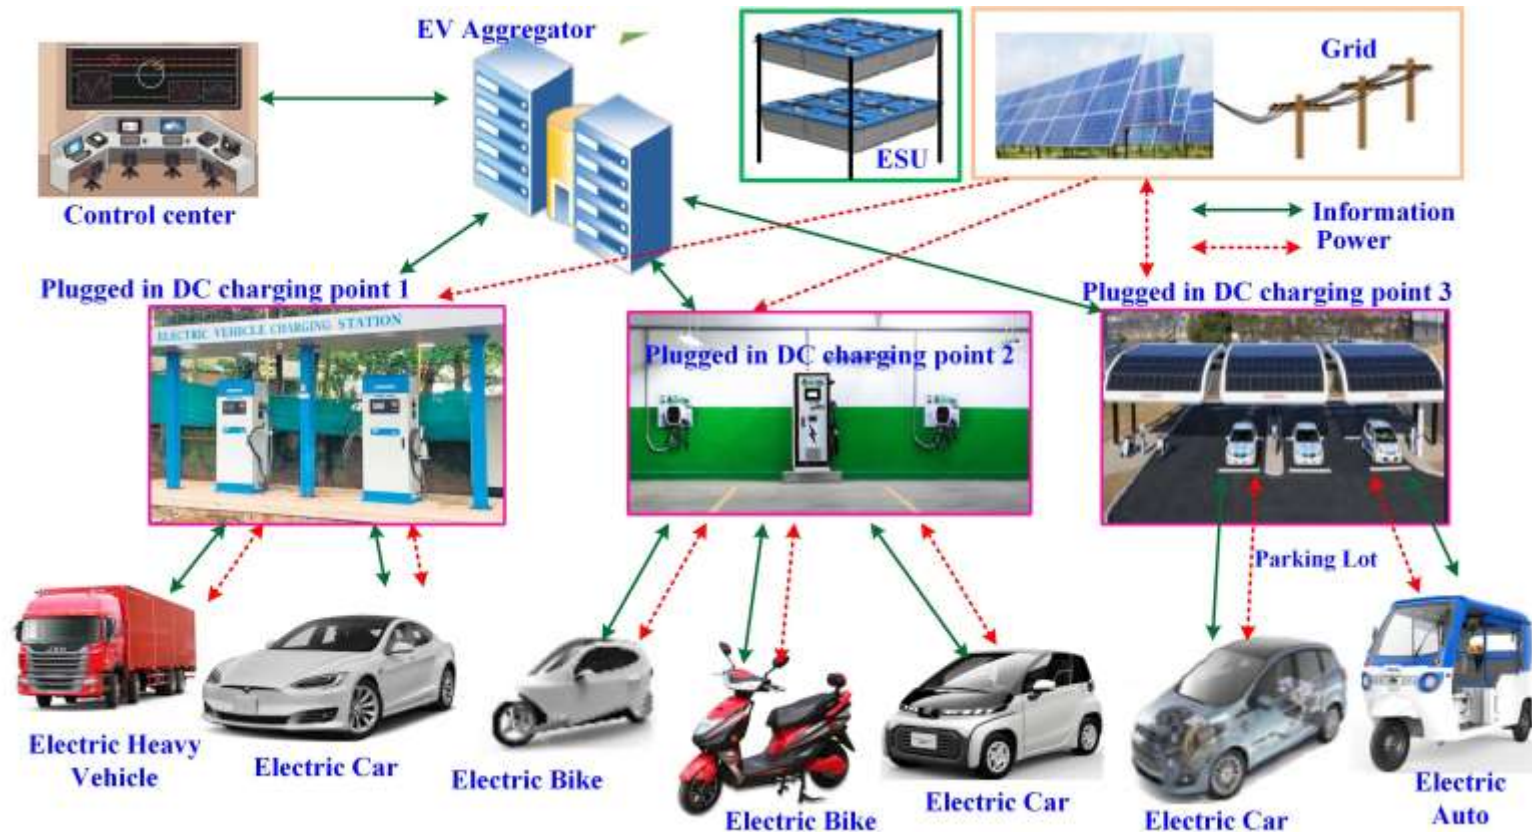 EV Aggregator
Grid
ESU
Control center
Information
Power
Plugged in DC charging point 1
Plugged in DC charging point 3
ELECTRIC VEHICLE CHARGING STATION
Plugged in DC charging point 2
Parking Lot
Electric Heavy
Vehicle
Electric Car
Electric Bike
Electric Bike
Electric Car
Electric Car
Electric
Auto